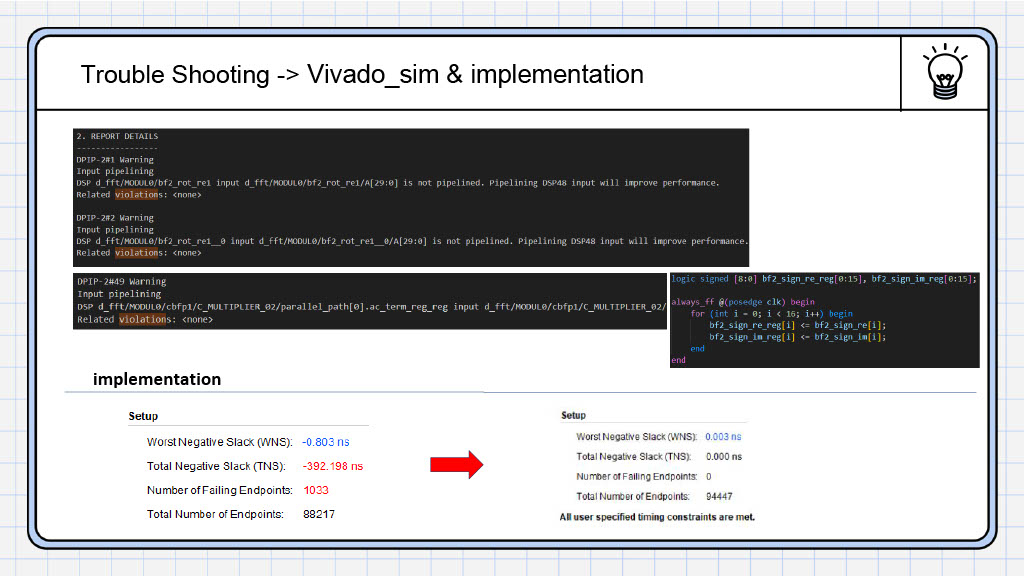 Trouble Shooting -> Vivado_sim & implementation
2. REPORT DETAILS
-----------------
DPIP-2#1 Warning
Input pipelining
DSP d_fft/MODUL0/bf2_rot_re1 input d_fft/MODUL0/bf2_rot_re1/A[29:0] is not pipelined. Pipelining DSP48 input will improve performance.
Related violations: <none>
DPIP-2#2 Warning
Input pipelining
DSP d_fft/MODUL0/bf2_rot_re1__0 input d_fft/MODUL0/bf2_rot_re1__0/A[29:0] is not pipelined. Pipelining DSP48 input will improve performance.
Related violations: <none>
DPIP-2#49 Warning
Input pipelining
DSP d_fft/MODUL0/cbfp1/C_MULTIPLIER_02/parallel_path[0].ac_term_reg_reg input d_fft/MODUL0/cbfp1/C_MULTIPLIER_02/
Related violations: <none>
logic signed [8:0] bf2_sign_re_reg[0:15], bf2_sign_im_reg[0:15];
always_ff @(posedge clk) begin
for (int i = 0; i < 16; i++) begin
bf2_sign_re_reg[i] <= bf2_sign_re[i];
bf2_sign_im_reg[i] <= bf2_sign_im[i];
end
end
implementation
Setup
Worst Negative Slack (WNS): -0.803 ns
Total Negative Slack (TNS): -392.198 ns
Number of Failing Endpoints: 1033
Total Number of Endpoints: 88217
Setup
Worst Negative Slack (WNS): 0.003 ns
Total Negative Slack (TNS): 0.000 ns
Number of Failing Endpoints: 0
Total Number of Endpoints: 94447
All user specified timing constraints are met.